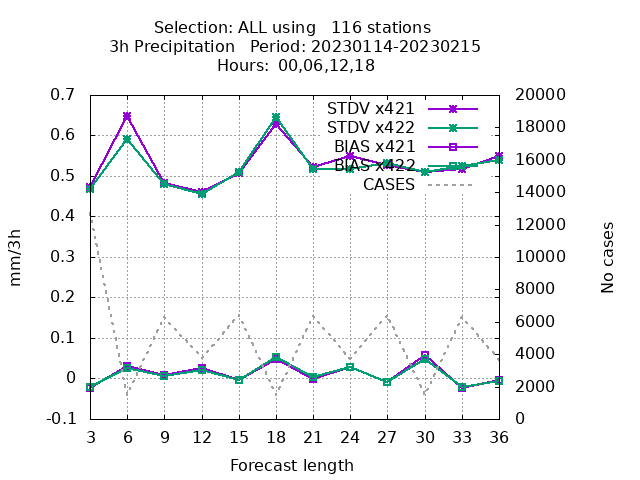 Selection: ALL using   116 stations
3h Precipitation   Period: 20230114-20230215
Hours:  00,06,12,18
STDV x421
STDV x422
BIAS x421
BIAS x422
CASES
0.7
0.6
0.5
0.4
0.3
0.2
0.1
0
-0.1
mm/3h
20000
18000
16000
14000
12000
10000
8000
6000
4000
2000
0
No cases
3 6 9 12 15 18 21 24 27 30 33 36
Forecast length